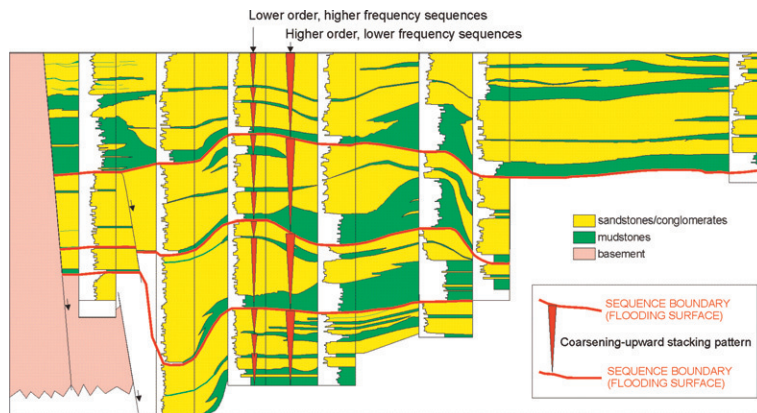 Lower order, higher frequency sequences
Higher order, lower frequency sequences
sandstones/conglomerates
mudstones
basement
SEQUENCE BOUNDARY
(FLOODING SURFACE)
Coarsening-upward stacking pattern
SEQUENCE BOUNDARY
(FLOODING SURFACE)